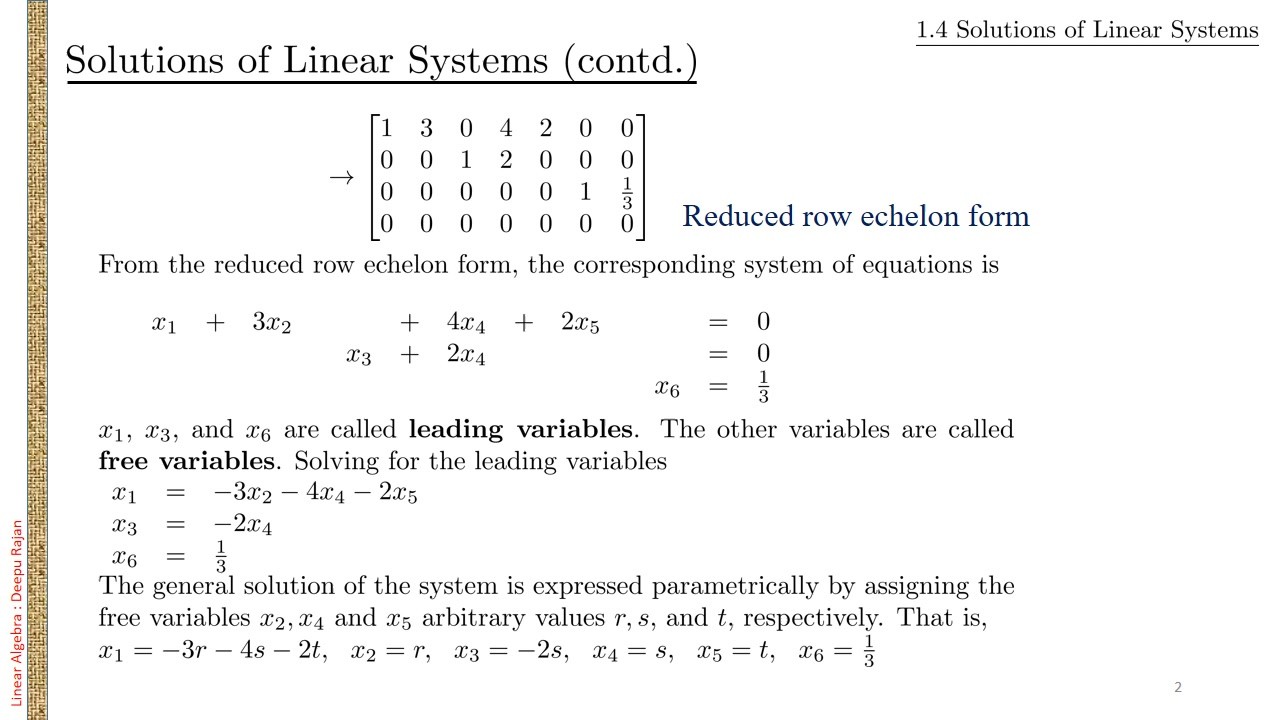 1.4 Solutions of Linear Systems
Solutions of Linear Systems (contd.)
1 3 0 4 2 0 0
0 0 1 2 0 0 0
→ 0 0 0 0 0 1 1/3
0 0 0 0 0 0 0
Reduced row echelon form
From the reduced row echelon form, the corresponding system of equations is
x₁ + 3x₂ + 4x₄ + 2x₅ = 0
x₃ + 2x₄ = 0
x₆ = 1/3
x₁, x₃, and x₆ are called leading variables. The other variables are called
free variables. Solving for the leading variables
x₁ = −3x₂ − 4x₄ − 2x₅
x₃ = −2x₄
x₆ = 1/3
The general solution of the system is expressed parametrically by assigning the
free variables x₂, x₄ and x₅ arbitrary values r, s, and t, respectively. That is,
x₁ = −3r − 4s − 2t, x₂ = r, x₃ = −2s, x₄ = s, x₅ = t, x₆ = 1/3
Linear Algebra : Deepu Rajan
2